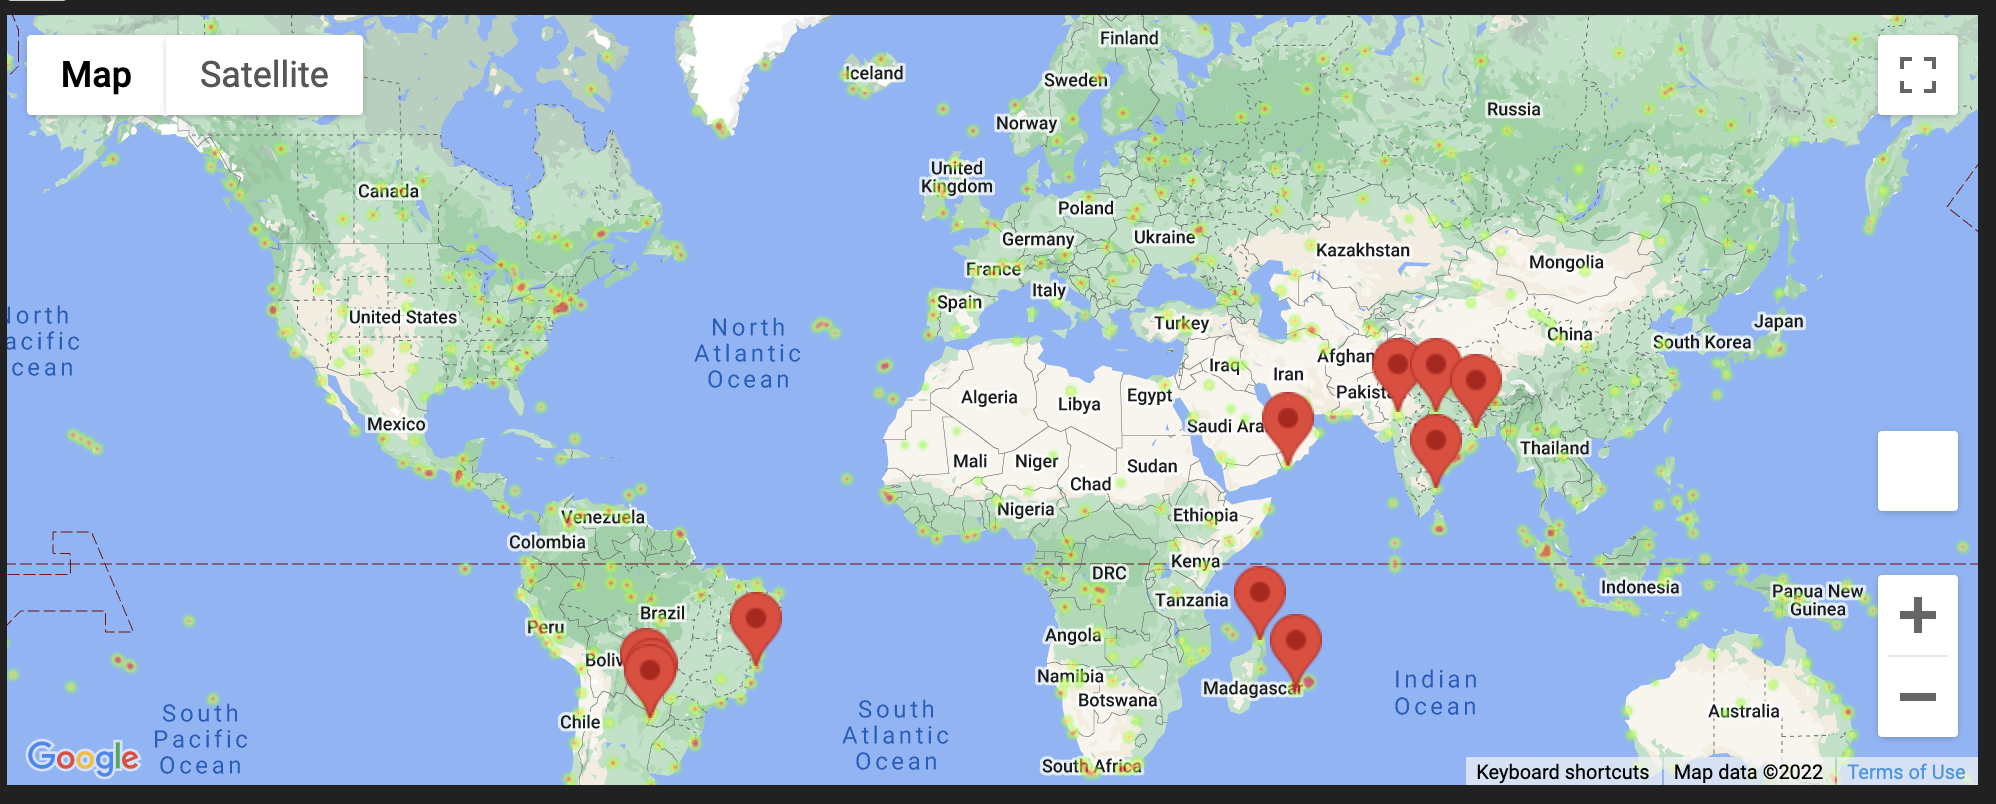 Map
Satellite
Finland
Iceland
Sweden
Russia
Norway
United
Kingdom
Canada
Poland
Germany
Ukraine
Kazakhstan
Mongolia
France
Italy
Spain
United States
Turkey
China
Japan
South Korea
North
Atlantic
Ocean
acific
cean
Afghan
Iraq
Iran
Pakist
Algeria
Libya
Egypt
Mexico
Saudi Ara
Thailand
Mali
Niger
Sudan
Chad
Nigeria
Ethiopia
Venezuela
Colombia
Kenya
DRC
Indonesia
Papua New
Guinea
Tanzania
Brazil
Peru
Angola
Boliv
Namibia
Madagascar
Botswana
Indian
Ocean
Australia
Chile
South
Pacific
Ocean
South
Atlantic
Ocean
South Africa
Google
Keyboard shortcuts
Map data ©2022
Terms of Use